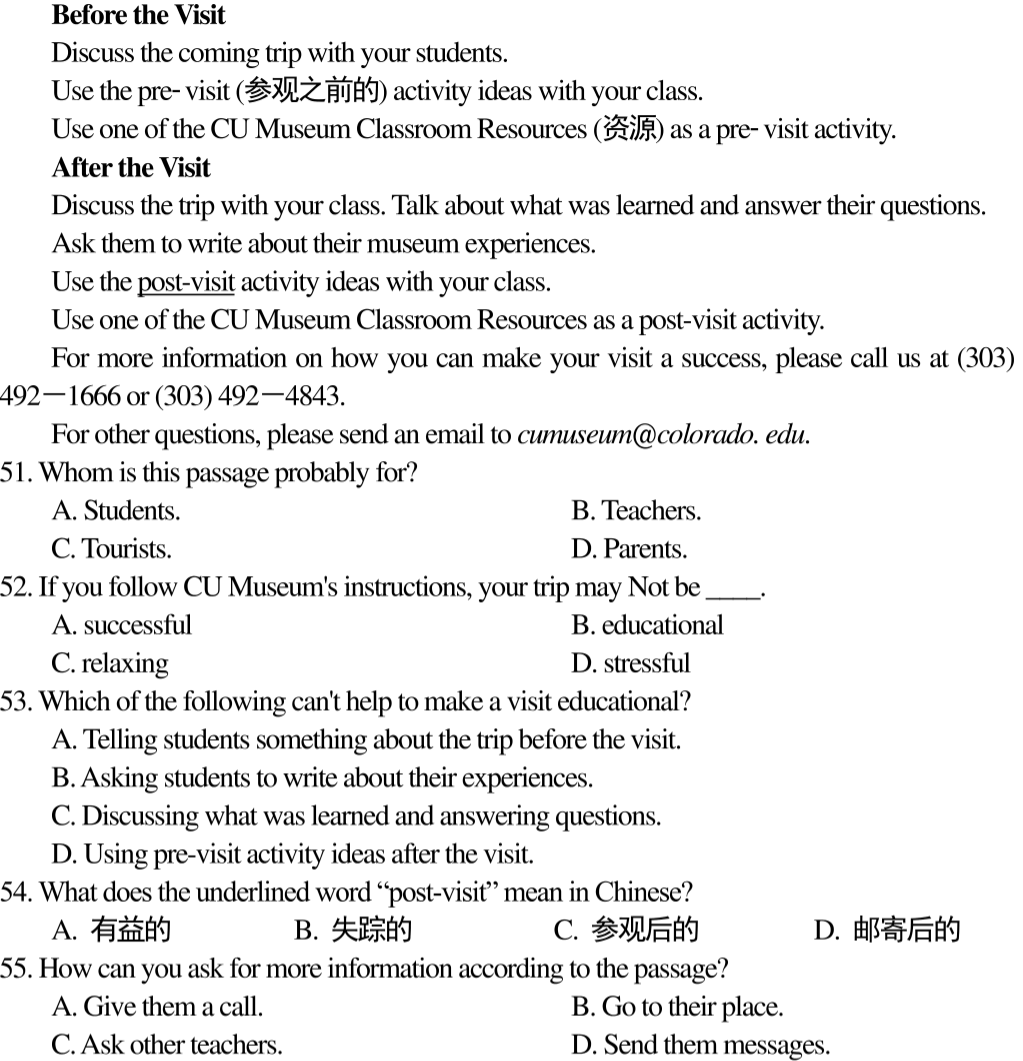 Before the Visit
Discuss the coming trip with your students.
Use the pre- visit (参观之前的) activity ideas with your class.
Use one of the CU Museum Classroom Resources (资源) as a pre- visit activity.
After the Visit
Discuss the trip with your class. Talk about what was learned and answer their questions.
Ask them to write about their museum experiences.
Use the post-visit activity ideas with your class.
Use one of the CU Museum Classroom Resources as a post-visit activity.
For more information on how you can make your visit a success, please call us at (303)
492—1666 or (303) 492—4843.
For other questions, please send an email to cumuseum@colorado. edu.
51. Whom is this passage probably for?
A. Students. B. Teachers.
C. Tourists. D. Parents.
52. If you follow CU Museum's instructions, your trip may Not be ____.
A. successful B. educational
C. relaxing D. stressful
53. Which of the following can't help to make a visit educational?
A. Telling students something about the trip before the visit.
B. Asking students to write about their experiences.
C. Discussing what was learned and answering questions.
D. Using pre-visit activity ideas after the visit.
54. What does the underlined word “post-visit” mean in Chinese?
A. 有益的 B. 失踪的 C. 参观后的 D. 邮寄后的
55. How can you ask for more information according to the passage?
A. Give them a call. B. Go to their place.
C. Ask other teachers. D. Send them messages.